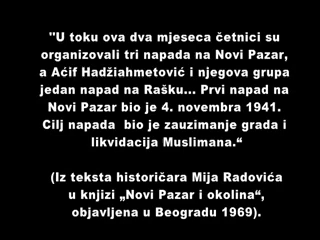 "U toku ova dva mjeseca četnici su
organizovali tri napada na Novi Pazar,
a Aćif Hadžiahmetović i njegova grupa
jedan napad na Rašku... Prvi napad na
Novi Pazar bio je 4. novembra 1941.
Cilj napada  bio je zauzimanje grada i
likvidacija Muslimana.“
(Iz teksta historičara Mija Radovića
u knjizi „Novi Pazar i okolina“,
objavljena u Beogradu 1969).